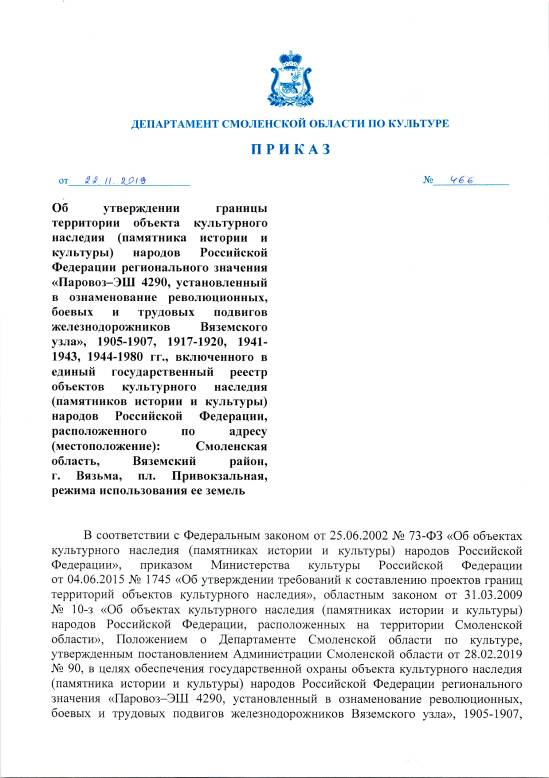 ДЕПАРТАМЕНТ СМОЛЕНСКОЙ ОБЛАСТИ ПО КУЛЬТУРЕ
П Р И К А З
от 22.11.2019 № 466
Об утверждении границы
территории объекта культурного
наследия (памятника истории и
культуры) народов Российской
Федерации регионального значения
«Паровоз–ЭШ 4290, установленный
в ознаменование революционных,
боевых и трудовых подвигов
железнодорожников Вяземского
узла», 1905-1907, 1917-1920, 1941-
1943, 1944-1980 гг., включенного в
единый государственный реестр
объектов культурного наследия
(памятников истории и культуры)
народов Российской Федерации,
расположенного по адресу
(местоположение): Смоленская
область, Вяземский район,
г. Вязьма, пл. Привокзальная,
режима использования ее земель
В соответствии с Федеральным законом от 25.06.2002 № 73-ФЗ «Об объектах
культурного наследия (памятниках истории и культуры) народов Российской
Федерации», приказом Министерства культуры Российской Федерации
от 04.06.2015 № 1745 «Об утверждении требований к составлению проектов границ
территорий объектов культурного наследия», областным законом от 31.03.2009
№ 10-з «Об объектах культурного наследия (памятниках истории и культуры)
народов Российской Федерации, расположенных на территории Смоленской
области», Положением о Департаменте Смоленской области по культуре,
утвержденным постановлением Администрации Смоленской области от 28.02.2019
№ 90, в целях обеспечения государственной охраны объекта культурного наследия
(памятника истории и культуры) народов Российской Федерации регионального
значения «Паровоз–ЭШ 4290, установленный в ознаменование революционных,
боевых и трудовых подвигов железнодорожников Вяземского узла», 1905-1907,